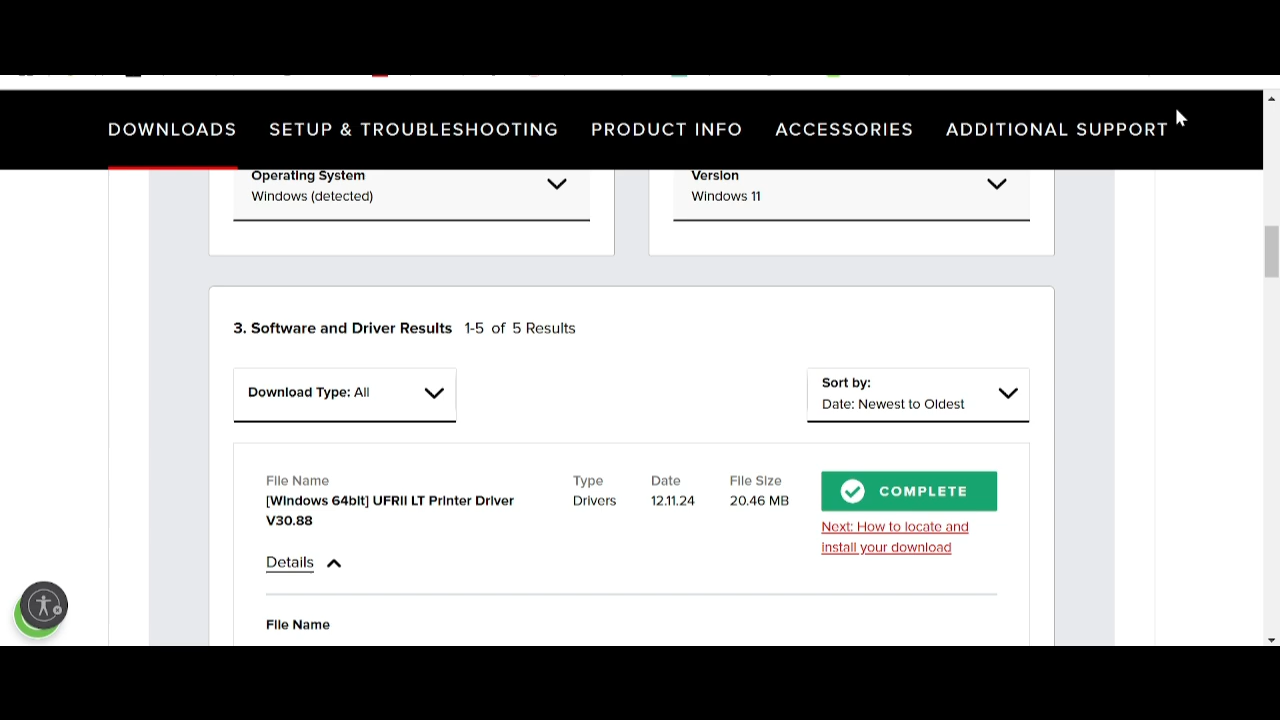 DOWNLOADS SETUP & TROUBLESHOOTING PRODUCT INFO ACCESSORIES ADDITIONAL SUPPORT
Operating System
Windows (detected)
Version
Windows 11
3. Software and Driver Results 1-5 of 5 Results
Download Type: All
Sort by:
Date: Newest to Oldest
File Name
[Windows 64bit] UFRII LT Printer Driver
V30.88
Type
Drivers
Date
12.11.24
File Size
20.46 MB
COMPLETE
Next: How to locate and
install your download
Details
File Name